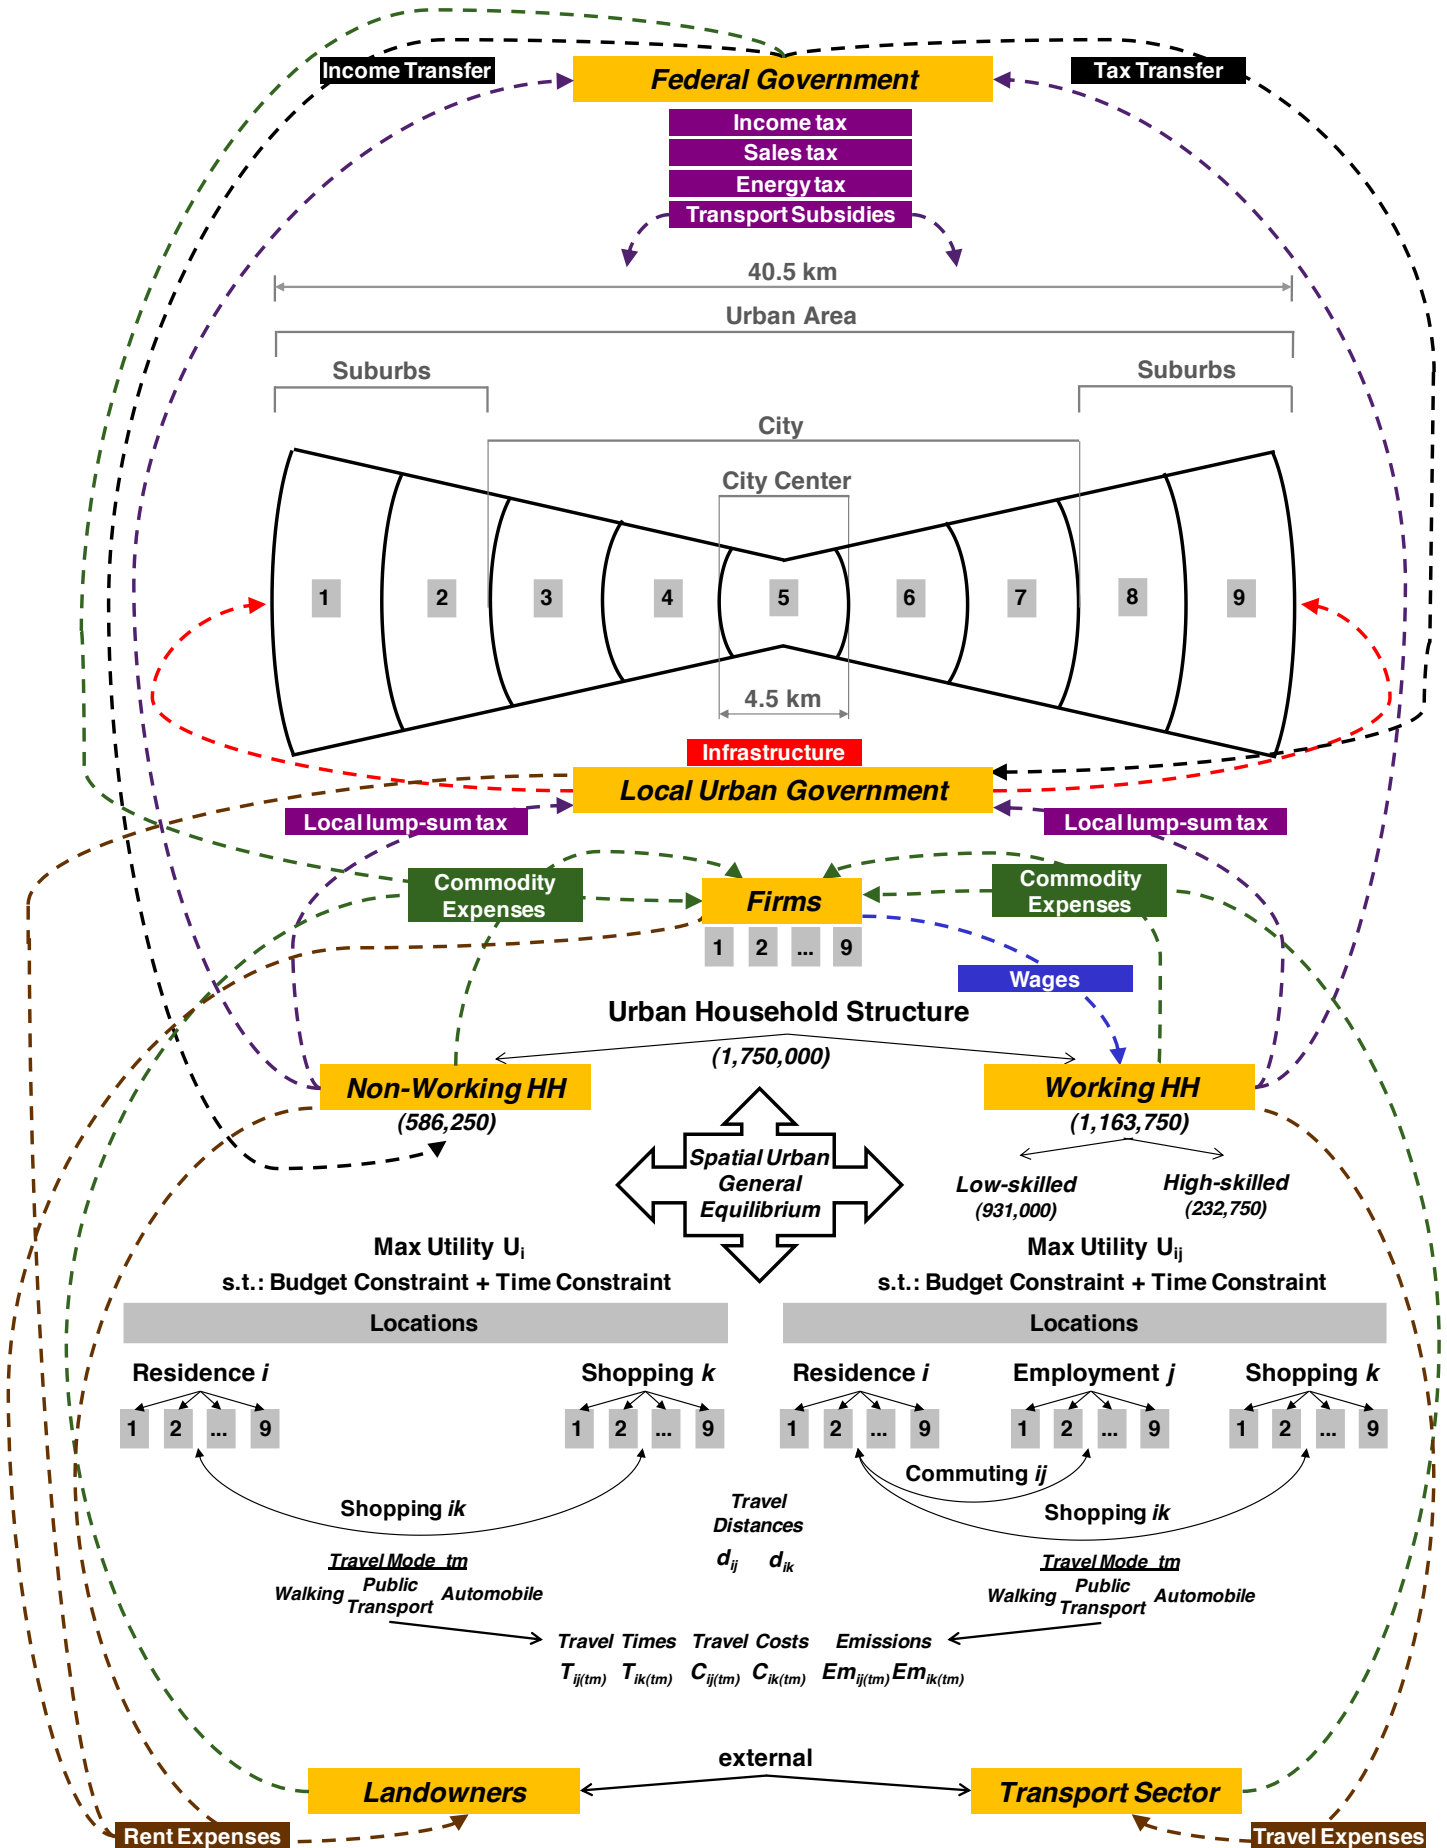 Income Transfer
Federal Government
Tax Transfer
Income tax
Sales tax
Energy tax
Transport Subsidies
40.5 km
Urban Area
Suburbs
Suburbs
City
City Center
1
2
3
4
5
6
7
8
9
4.5 km
Infrastructure
Local Urban Government
Local lump-sum tax
Local lump-sum tax
Commodity
Expenses
Firms
Commodity
Expenses
1 2 ... 9
Wages
Urban Household Structure
(1,750,000)
Non-Working HH
(586,250)
Working HH
(1,163,750)
Spatial Urban
General
Equilibrium
Low-skilled
(931,000)
High-skilled
(232,750)
Max Utility Ui
s.t.: Budget Constraint + Time Constraint
Max Utility Uij
s.t.: Budget Constraint + Time Constraint
Locations
Locations
Residence i
Shopping k
Residence i
Employment j
Shopping k
1 2 ... 9
1 2 ... 9
1 2 ... 9
1 2 ... 9
1 2 ... 9
Commuting ij
Shopping ik
Travel
Distances
dij dik
Shopping ik
Travel Mode tm
Walking Public Transport Automobile
Travel Mode tm
Walking Public Transport Automobile
Travel Times Travel Costs Emissions
Tij(tm) Tik(tm) Cij(tm) Cik(tm) Emij(tm) Emik(tm)
external
Landowners
Transport Sector
Rent Expenses
Travel Expenses